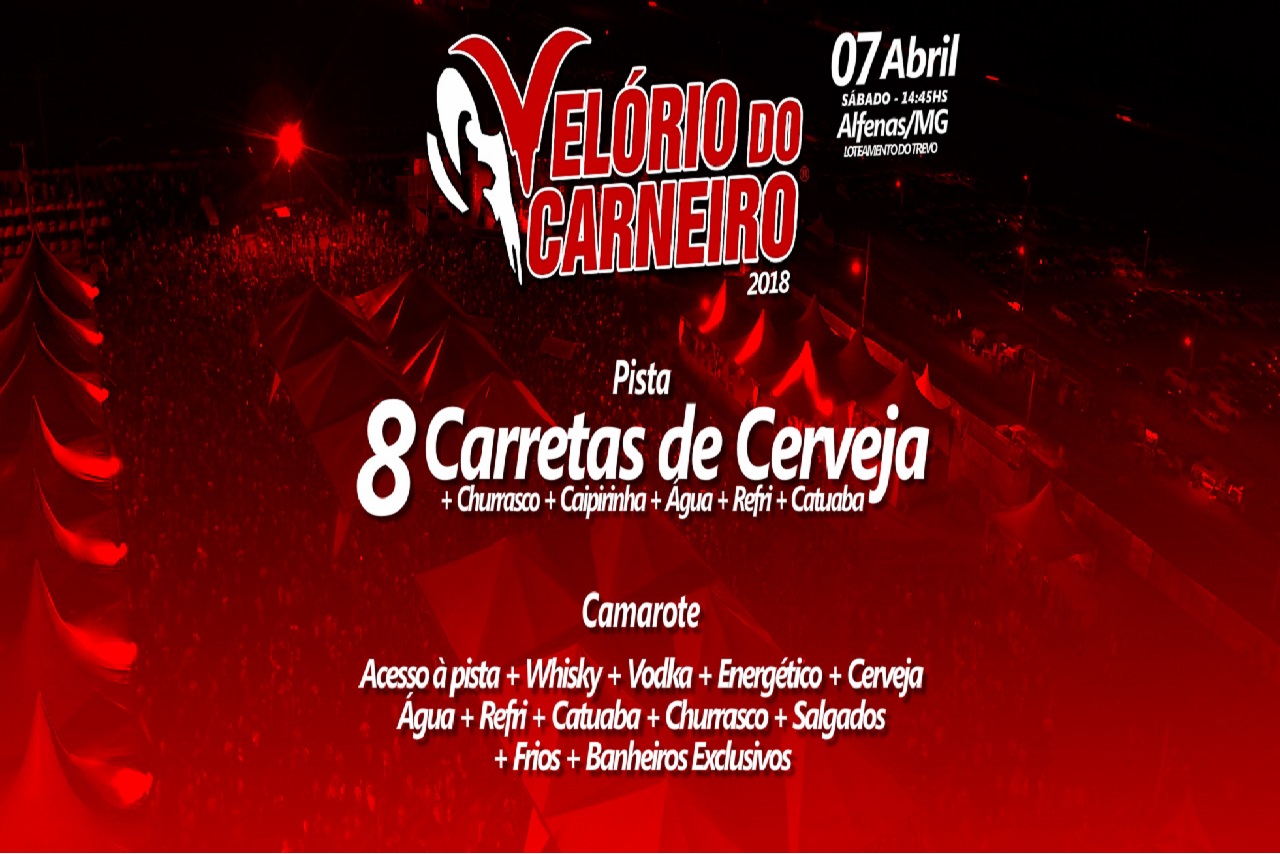 VELÓRIO DO
CARNEIRO®
2018
07 Abril
SÁBADO - 14:45HS
Alfenas/MG
LOTEAMENTO DO TREVO
Pista
8 Carretas de Cerveja
+ Churrasco + Caipirinha + Água + Refri + Catuaba
Camarote
Acesso à pista + Whisky + Vodka + Energético + Cerveja
Água + Refri + Catuaba + Churrasco + Salgados
+ Frios + Banheiros Exclusivos